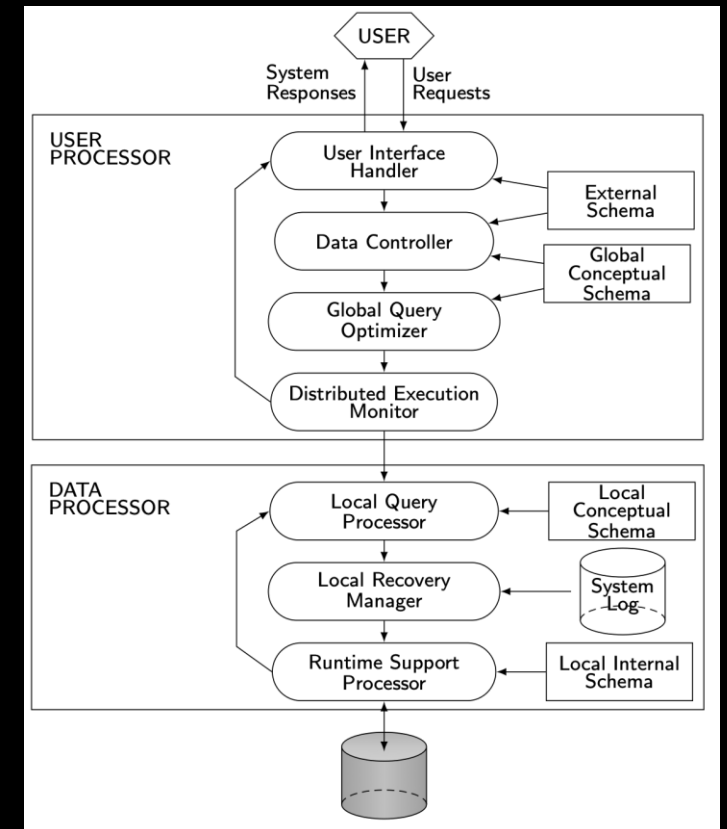 USER
System
Responses
User
Requests
USER
PROCESSOR
User Interface
Handler
External
Schema
Data Controller
Global
Conceptual
Schema
Global Query
Optimizer
Distributed Execution
Monitor
DATA
PROCESSOR
Local Query
Processor
Local
Conceptual
Schema
Local Recovery
Manager
System
Log
Runtime Support
Processor
Local Internal
Schema